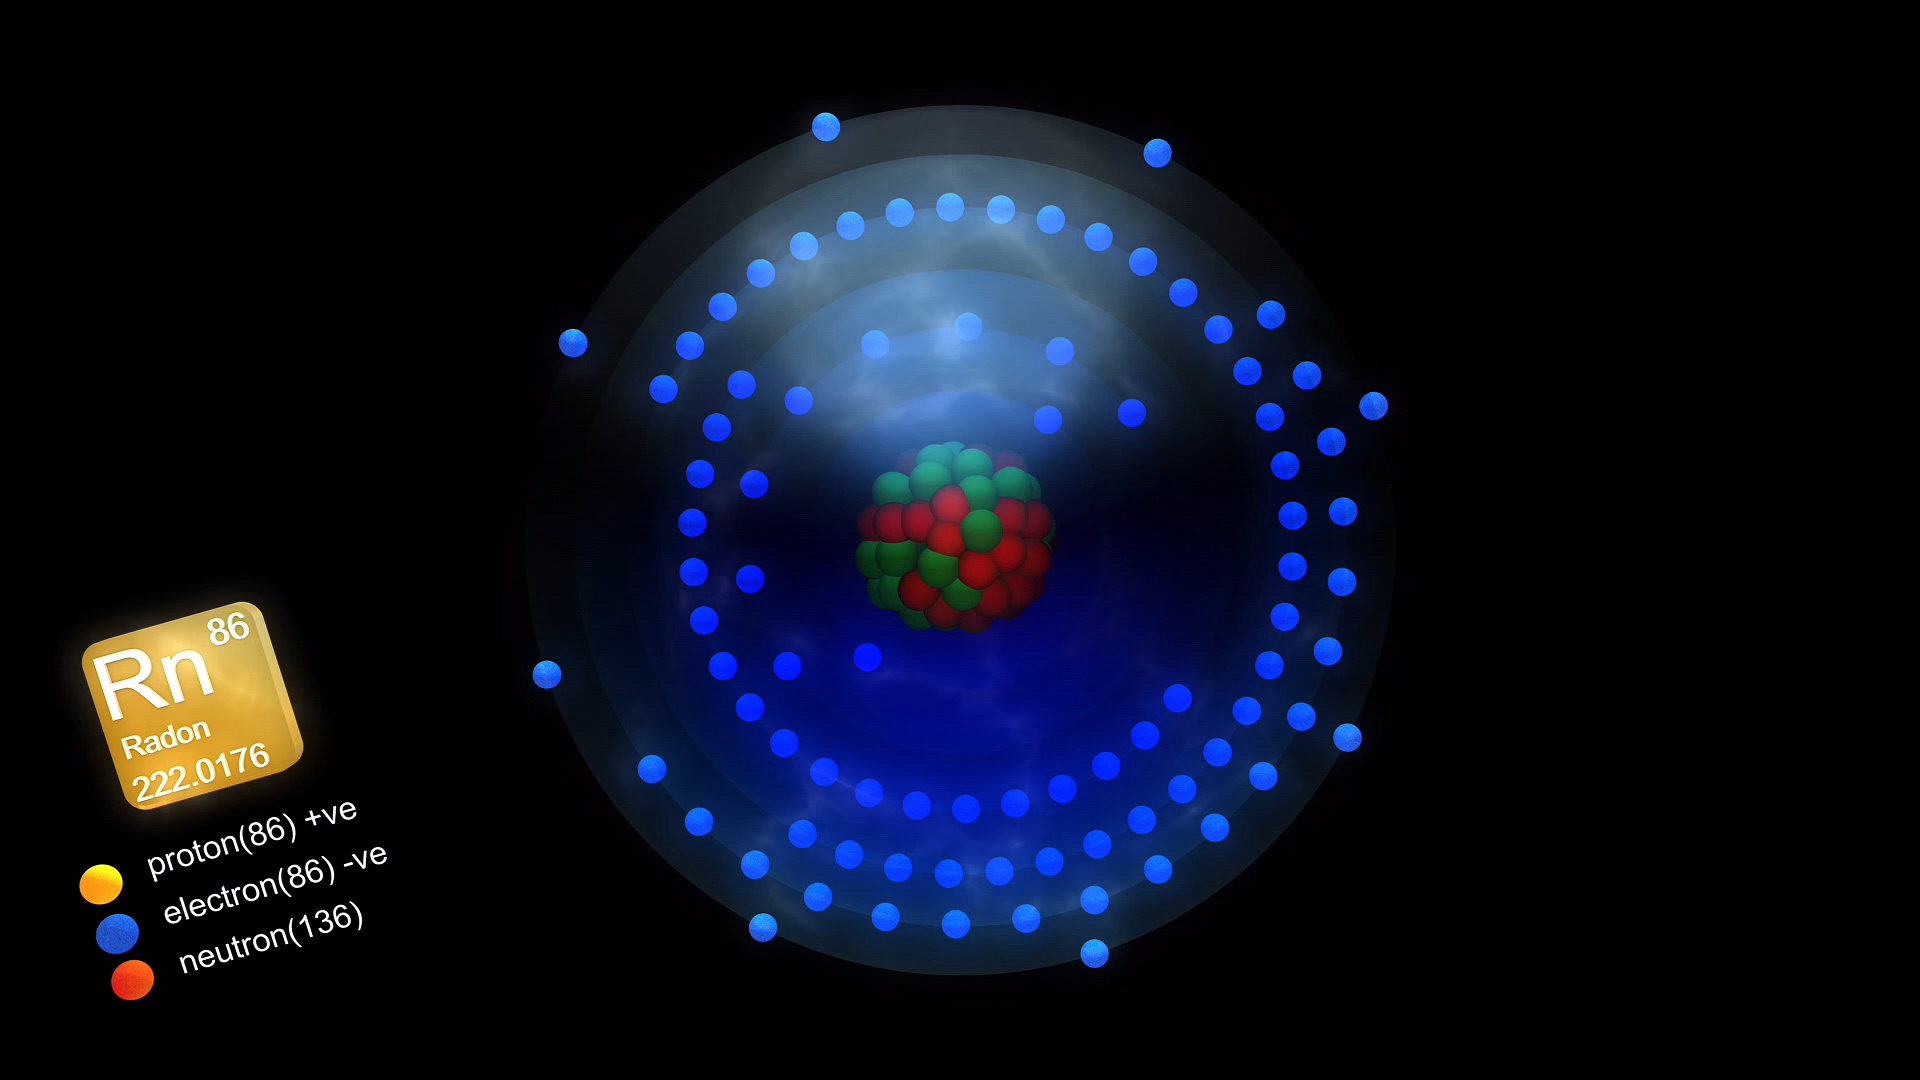 86
Rn
Radon
222.0176
proton(86) +ve
electron(86) -ve
neutron(136)